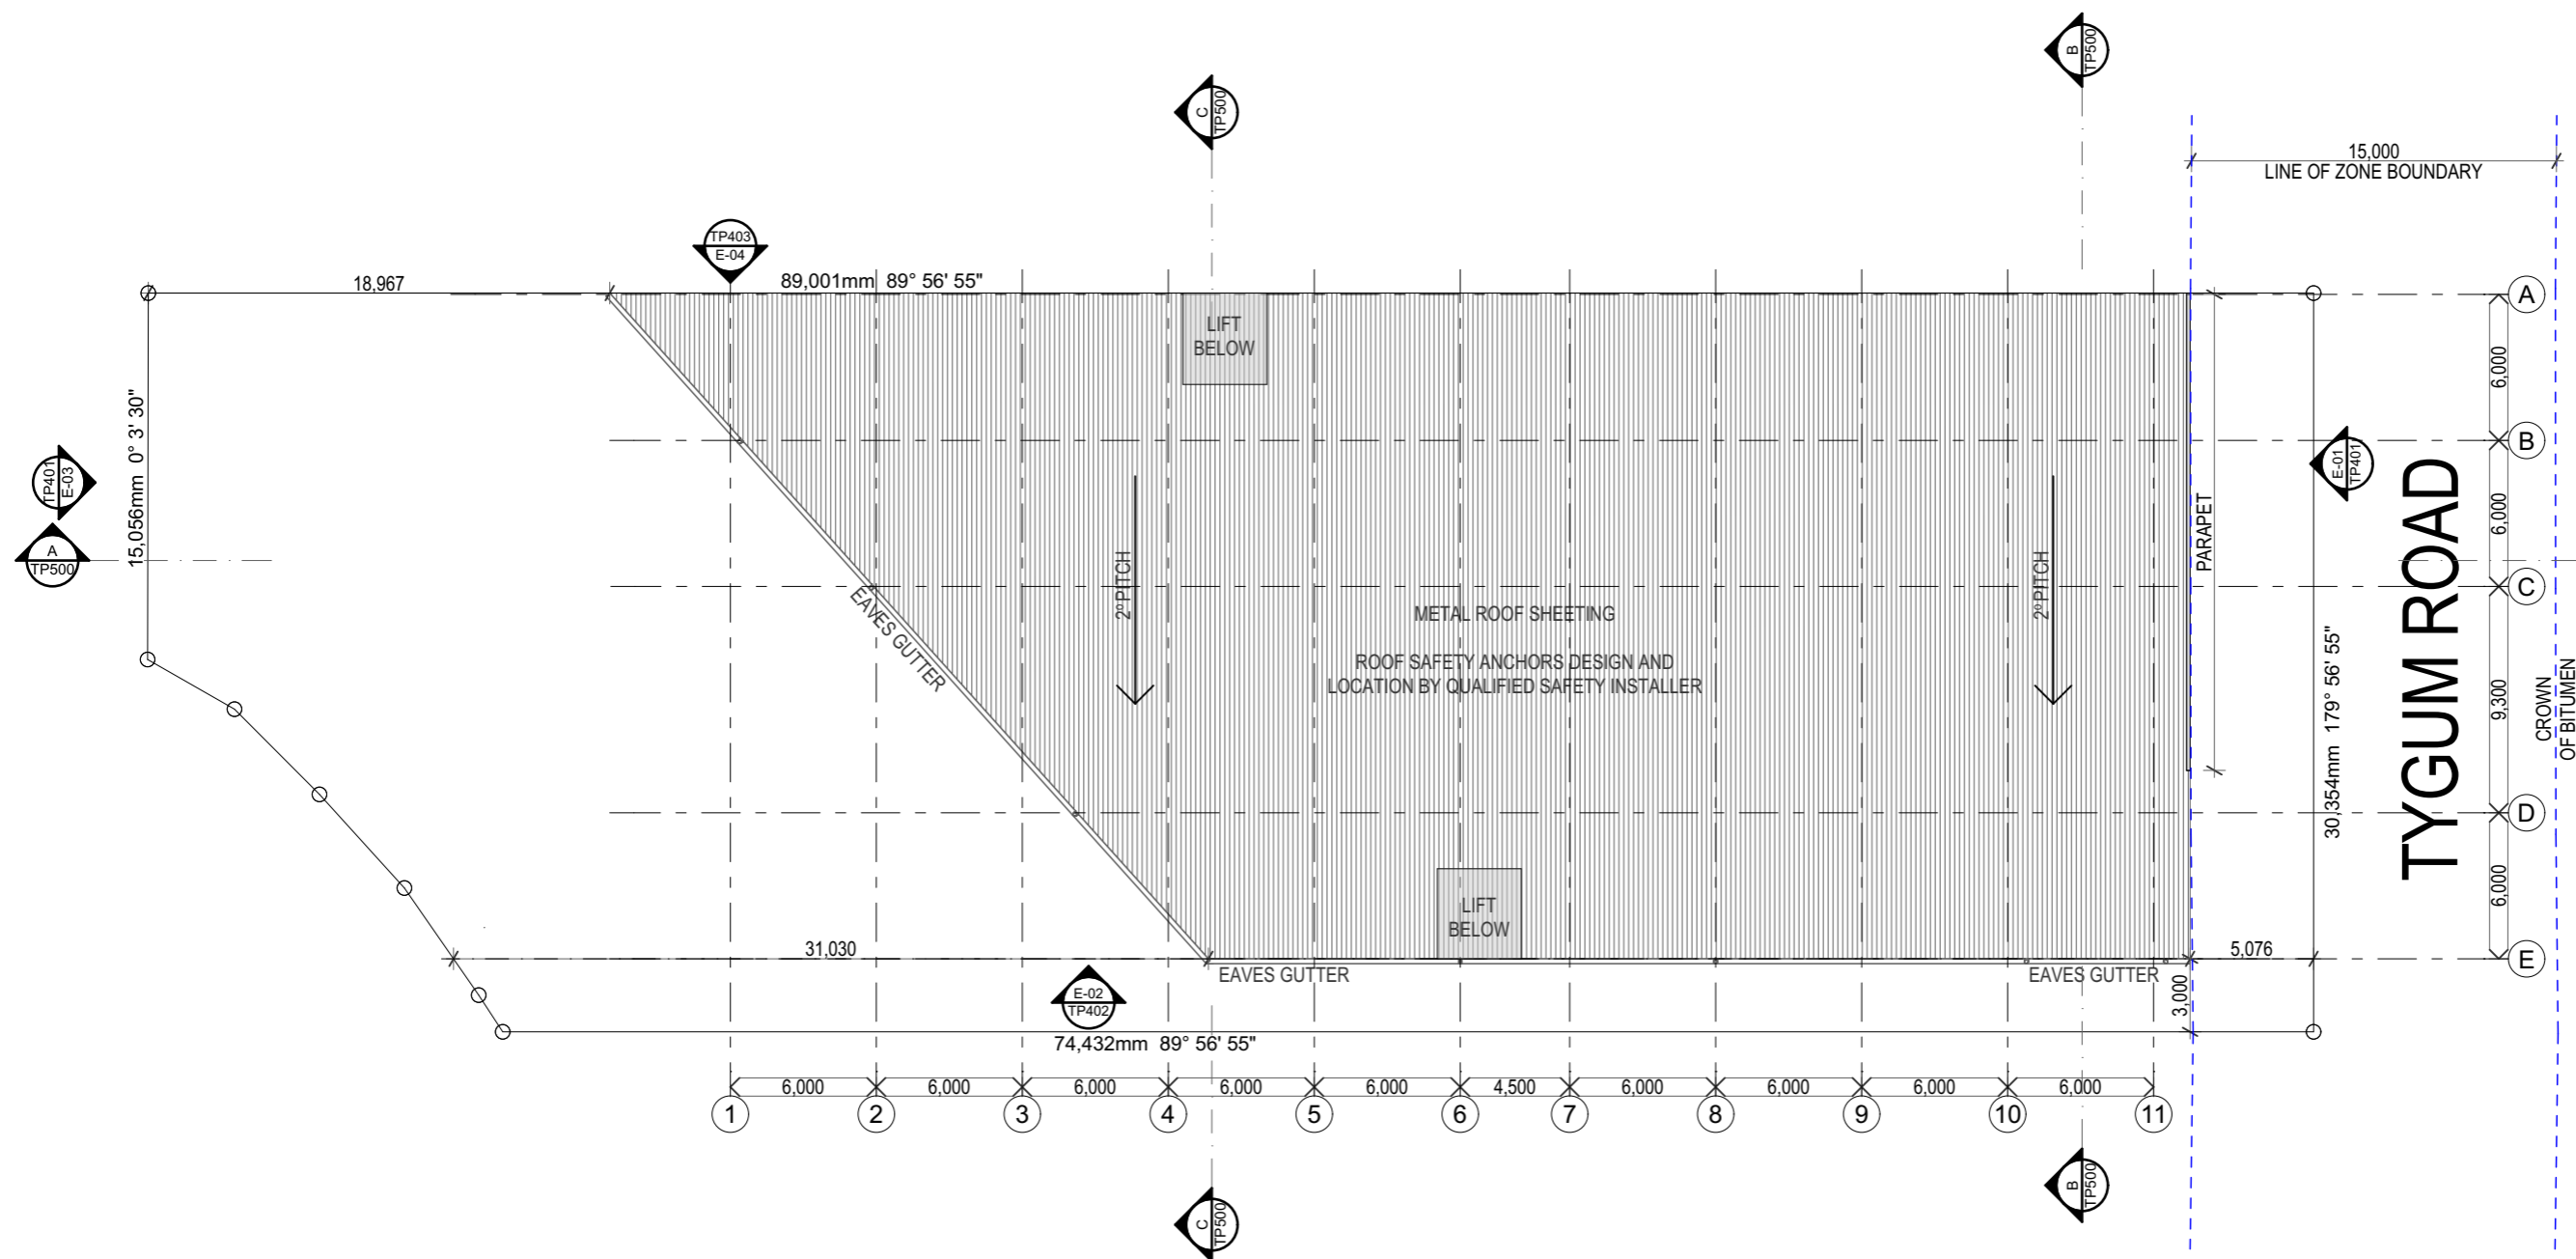 B
TP500
C
TP500
15,000
LINE OF ZONE BOUNDARY
TP403
E-04
18,967
89,001mm 89° 56' 55"
A
LIFT
BELOW
6,000
15,056mm 0° 3' 30"
B
TP401
E-03
E-01
TP401
6,000
PARAPET
A
TP500
2° PITCH
2° PITCH
C
EAVES GUTTER
METAL ROOF SHEETING
ROOF SAFETY ANCHORS DESIGN AND
LOCATION BY QUALIFIED SAFETY INSTALLER
TYGUM ROAD
30,354mm 179° 56' 55"
9,300
CROWN
OF BITUMEN
D
6,000
LIFT
BELOW
31,030
5,076
E
EAVES GUTTER
EAVES GUTTER
3,000
E-02
TP402
74,432mm 89° 56' 55"
6,000
6,000
6,000
6,000
6,000
4,500
6,000
6,000
6,000
6,000
1
2
3
4
5
6
7
8
9
10
11
B
TP500
C
TP500